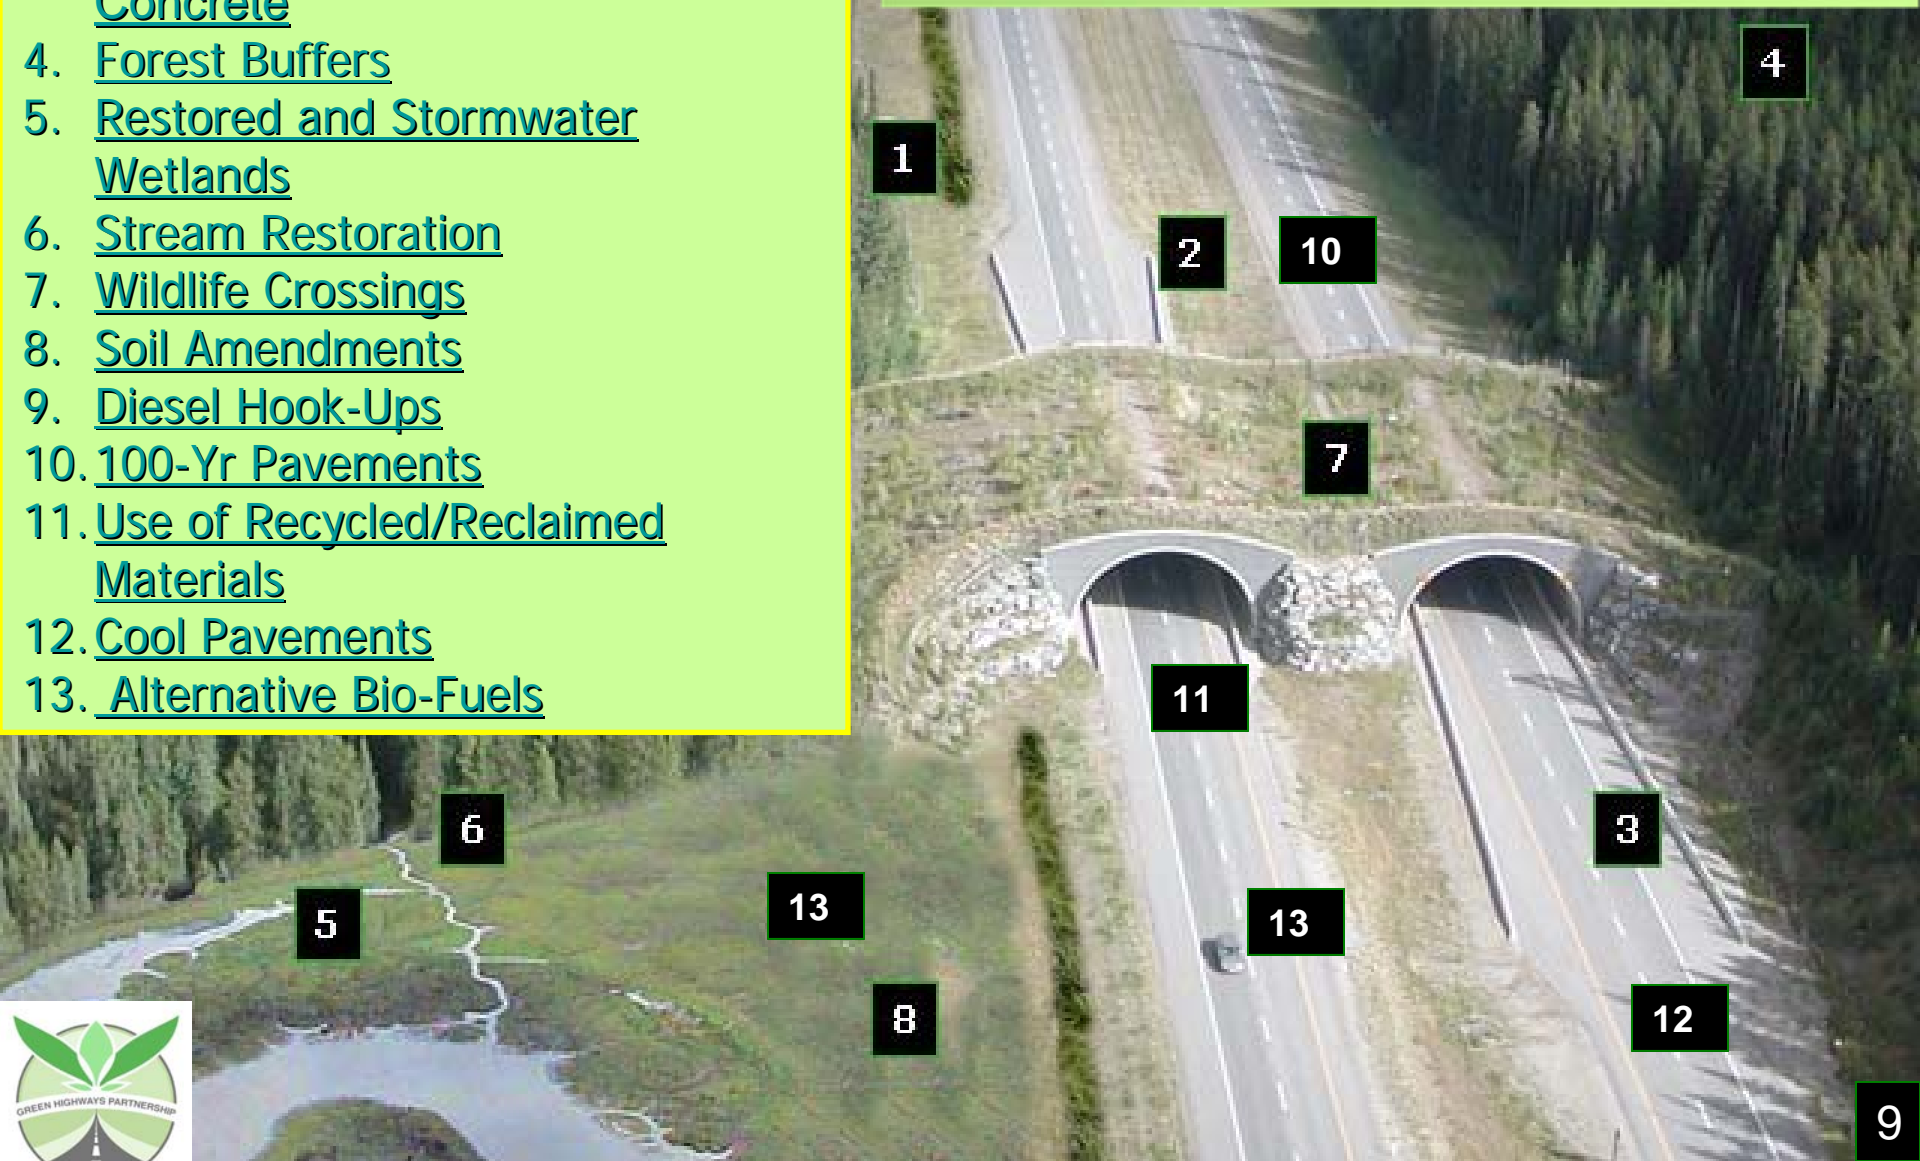 Concrete
4. Forest Buffers
5. Restored and Stormwater
Wetlands
6. Stream Restoration
7. Wildlife Crossings
8. Soil Amendments
9. Diesel Hook-Ups
10. 100-Yr Pavements
11. Use of Recycled/Reclaimed
Materials
12. Cool Pavements
13. Alternative Bio-Fuels
4
1
2
10
7
11
6
3
13
5
13
8
12
9
GREEN HIGHWAYS PARTNERSHIP